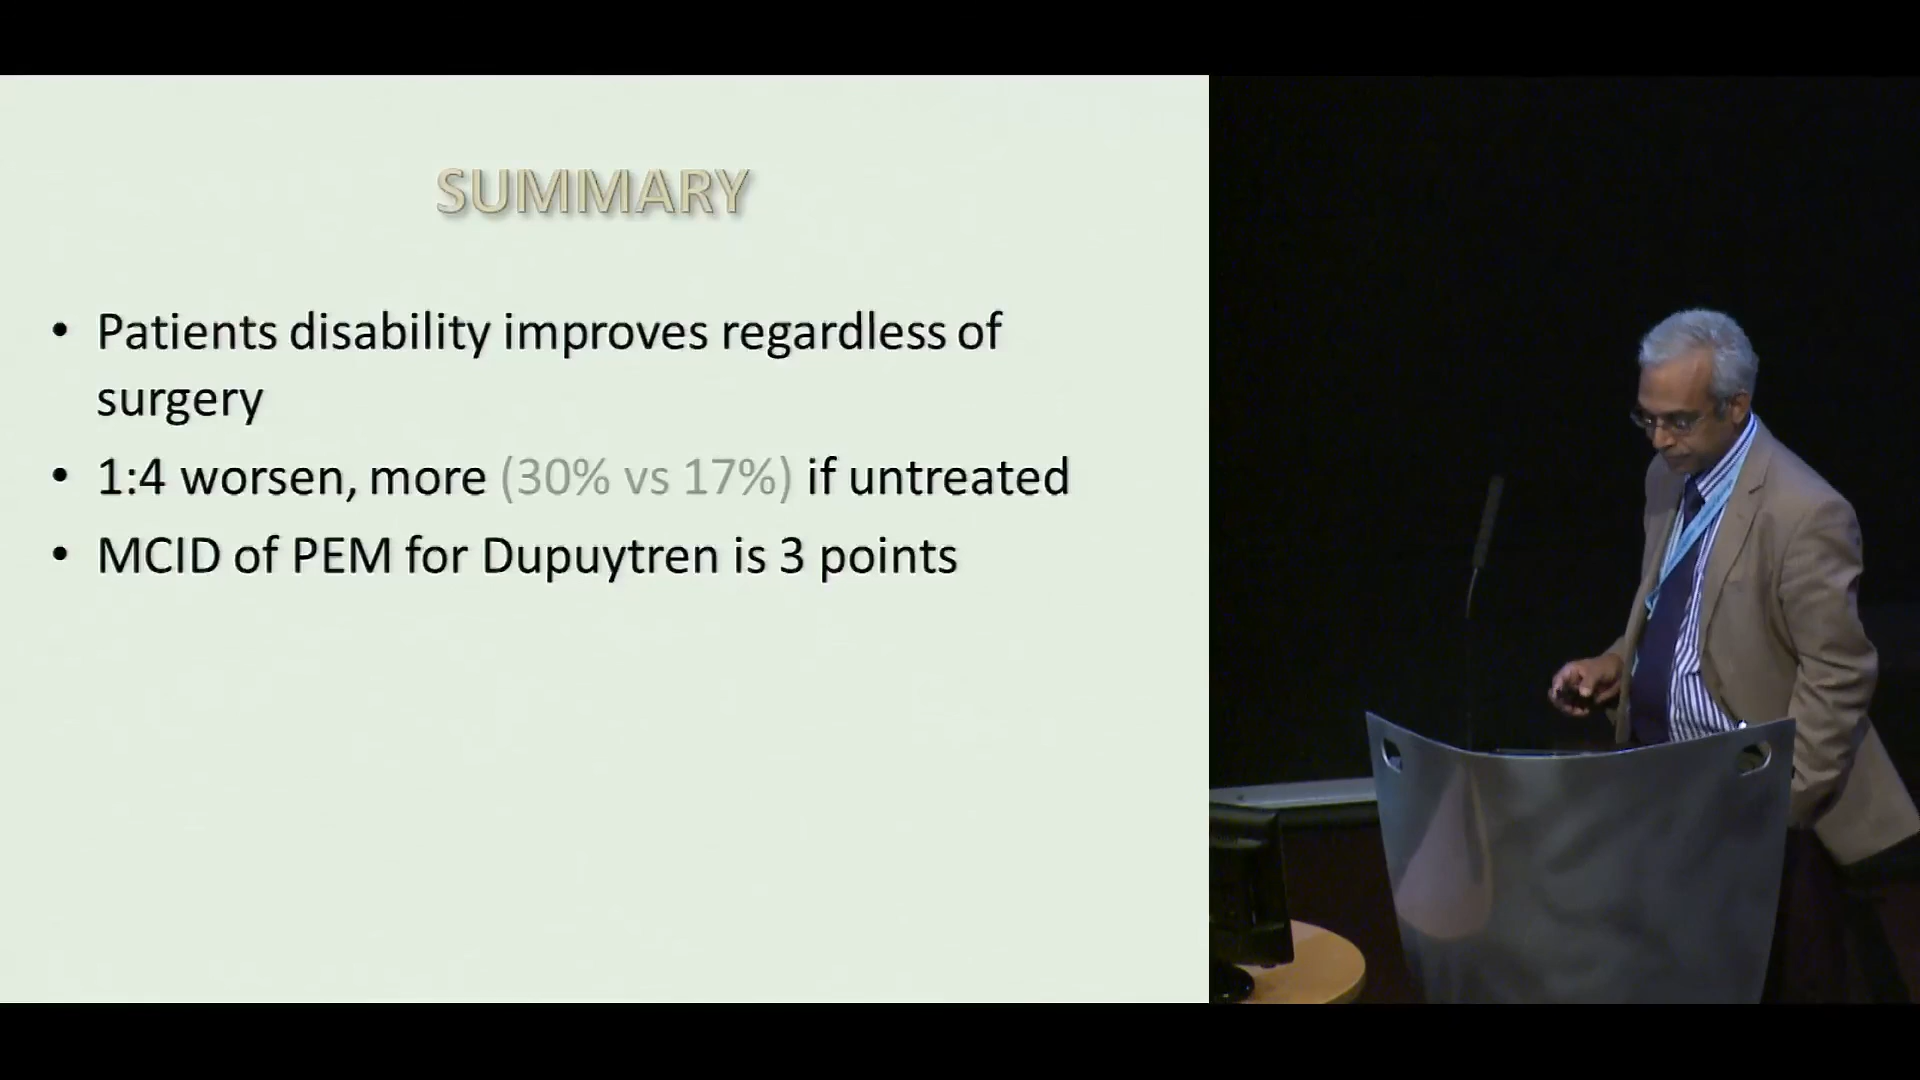 SUMMARY
• Patients disability improves regardless of
surgery
• 1:4 worsen, more (30% vs 17%) if untreated
• MCID of PEM for Dupuytren is 3 points